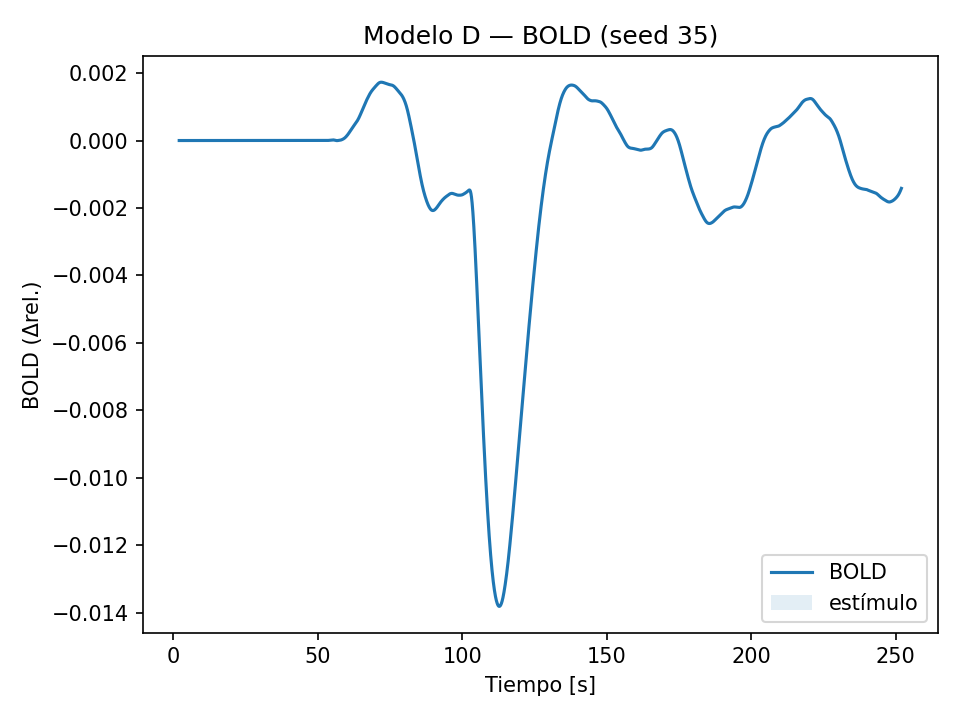 Modelo D — BOLD (seed 35)
BOLD (Δrel.)
0.002
0.000
−0.002
−0.004
−0.006
−0.008
−0.010
−0.012
−0.014
BOLD
estímulo
0 50 100 150 200 250
Tiempo [s]